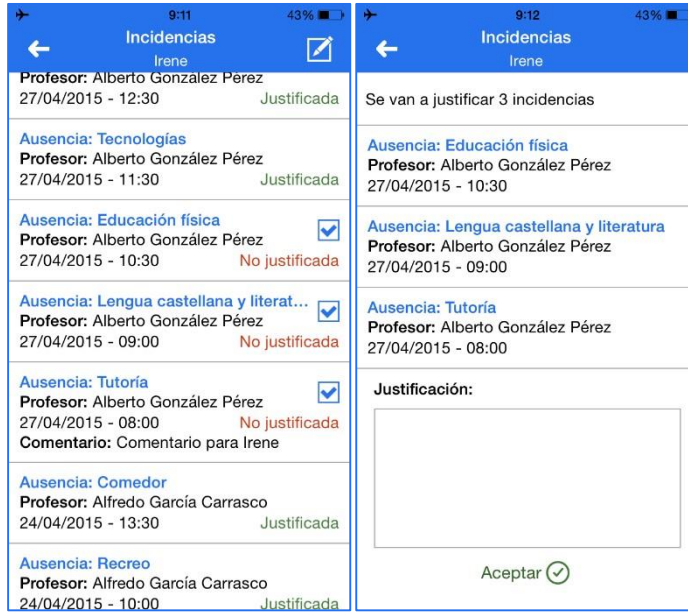 9:11
43%
Incidencias
Irene
Profesor: Alberto González Pérez
27/04/2015 - 12:30 Justificada
Ausencia: Tecnologías
Profesor: Alberto González Pérez
27/04/2015 - 11:30 Justificada
Ausencia: Educación física
Profesor: Alberto González Pérez
27/04/2015 - 10:30 No justificada
Ausencia: Lengua castellana y literat...
Profesor: Alberto González Pérez
27/04/2015 - 09:00 No justificada
Ausencia: Tutoría
Profesor: Alberto González Pérez
27/04/2015 - 08:00 No justificada
Comentario: Comentario para Irene
Ausencia: Comedor
Profesor: Alfredo García Carrasco
24/04/2015 - 13:30 Justificada
Ausencia: Recreo
Profesor: Alfredo García Carrasco
24/04/2015 - 10:00 Justificada
9:12
43%
Incidencias
Irene
Se van a justificar 3 incidencias
Ausencia: Educación física
Profesor: Alberto González Pérez
27/04/2015 - 10:30
Ausencia: Lengua castellana y literatura
Profesor: Alberto González Pérez
27/04/2015 - 09:00
Ausencia: Tutoría
Profesor: Alberto González Pérez
27/04/2015 - 08:00
Justificación:
Aceptar